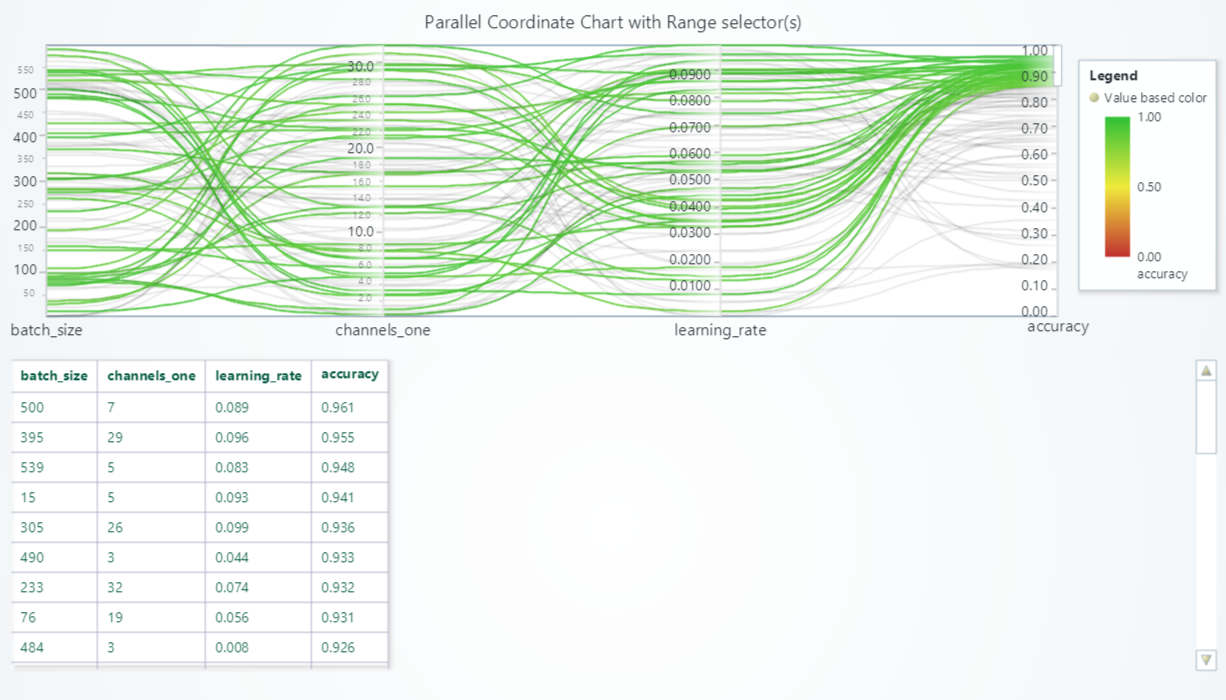 Parallel Coordinate Chart with Range selector(s)
550
500
450
400
350
300
250
200
150
100
50
batch_size
30.0
28.0
26.0
24.0
22.0
20.0
18.0
16.0
14.0
12.0
10.0
8.0
6.0
4.0
2.0
channels_one
0.0900
0.0800
0.0700
0.0600
0.0500
0.0400
0.0300
0.0200
0.0100
learning_rate
1.00
0.90
0.80
0.70
0.60
0.50
0.40
0.30
0.20
0.10
0.00
accuracy
Legend
Value based color
1.00
0.50
0.00
accuracy
batch_size channels_one learning_rate accuracy
500 7 0.089 0.961
395 29 0.096 0.955
539 5 0.083 0.948
15 5 0.093 0.941
305 26 0.099 0.936
490 3 0.044 0.933
233 32 0.074 0.932
76 19 0.056 0.931
484 3 0.008 0.926